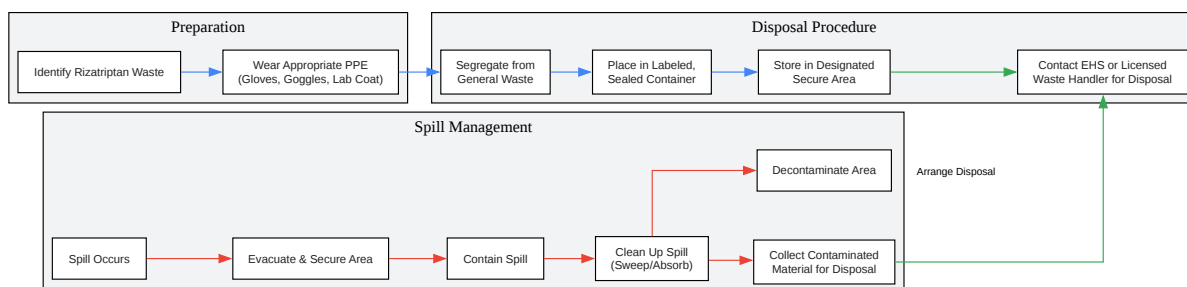 Preparation
Disposal Procedure
Identify Rizatriptan Waste
Wear Appropriate PPE
(Gloves, Goggles, Lab Coat)
Segregate from
General Waste
Place in Labeled,
Sealed Container
Store in Designated
Secure Area
Contact EHS or Licensed
Waste Handler for Disposal
Spill Management
Decontaminate Area
Arrange Disposal
Spill Occurs
Evacuate & Secure Area
Contain Spill
Clean Up Spill
(Sweep/Absorb)
Collect Contaminated
Material for Disposal